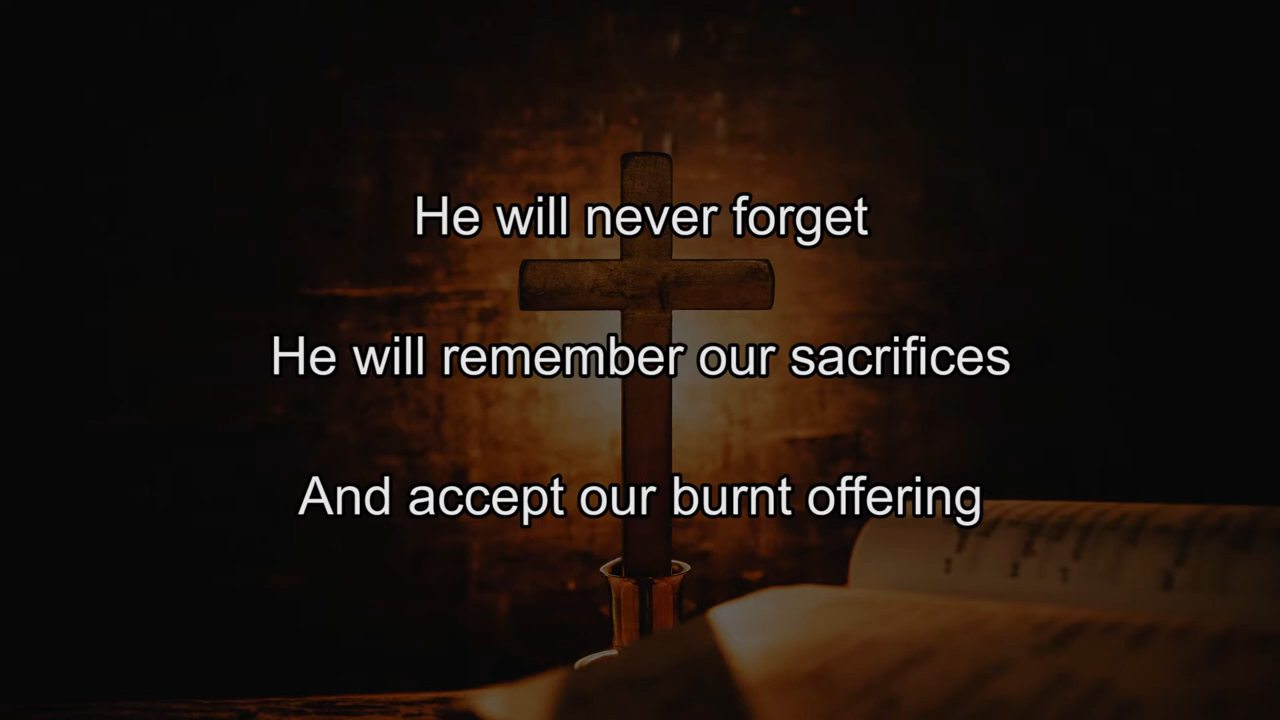 He will never forget
He will remember our sacrifices
And accept our burnt offering